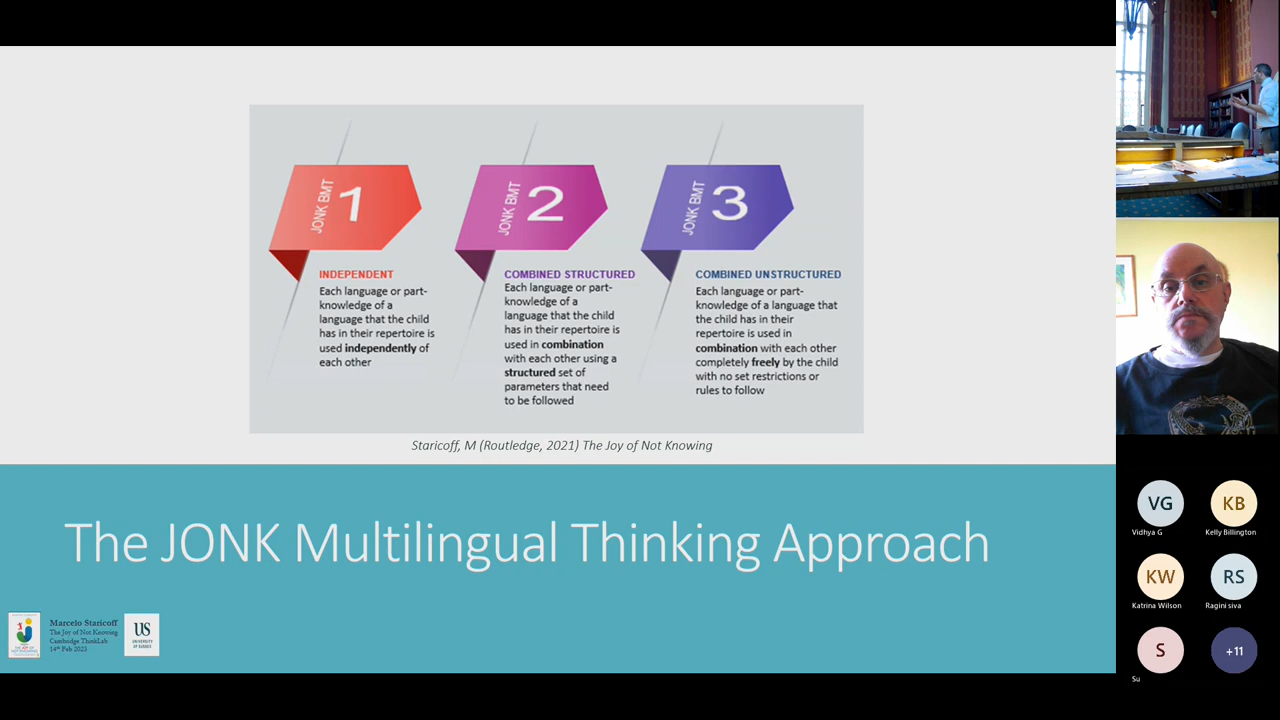 JONK BMT 1
INDEPENDENT
Each language or part-
knowledge of a
language that the child
has in their repertoire is
used independently of
each other
JONK BMT 2
COMBINED STRUCTURED
Each language or part-
knowledge of a
language that the child
has in their repertoire is
used in combination
with each other using a
structured set of
parameters that need
to be followed
JONK BMT 3
COMBINED UNSTRUCTURED
Each language or part-
knowledge of a language that
the child has in their
repertoire is used in
combination with each other
completely freely by the child
with no set restrictions or
rules to follow
Staricoff, M (Routledge, 2021) The Joy of Not Knowing
The JONK Multilingual Thinking Approach
Marcelo Staricoff
The Joy of Not Knowing
Cambridge ThinkLab
14th Feb 2023
US
UNIVERSITY
OF SUSSEX
VG
Vidhya G
KB
Kelly Billington
KW
Katrina Wilson
RS
Ragini siva
S
Su
+11